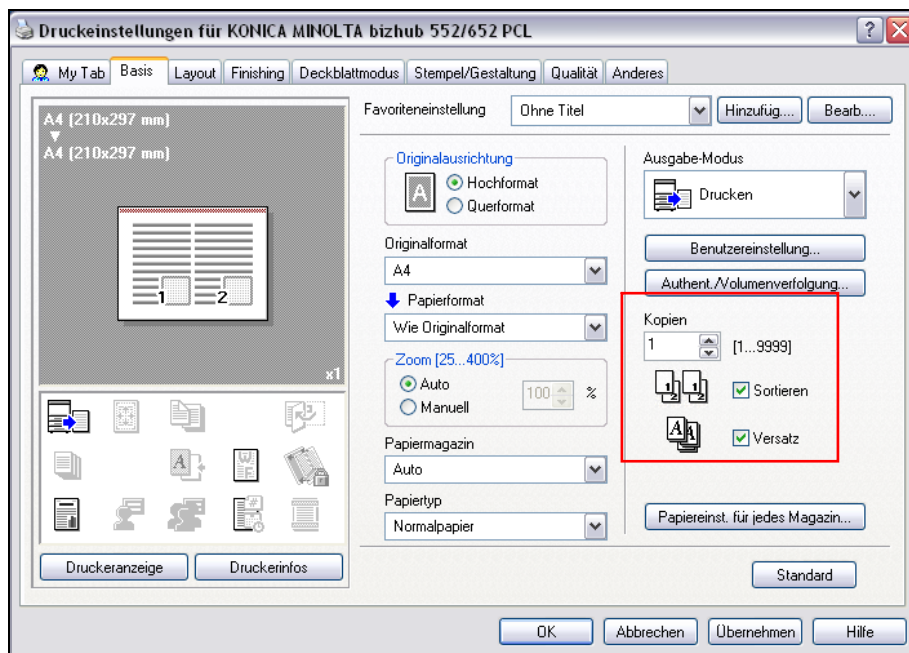 Druckeinstellungen für KONICA MINOLTA bizhub 552/652 PCL
My Tab Basis Layout Finishing Deckblattmodus Stempel/Gestaltung Qualität Anderes
A4 (210x297 mm)
A4 (210x297 mm)
1 2
x1
Druckeranzeige Druckerinfos
Favoriteneinstellung Ohne Titel Hinzufüg.... Bearb....
Originalausrichtung
A
Hochformat
Querformat
Originalformat
A4
Papierformat
Wie Originalformat
Zoom [25...400%]
Auto
Manuell
100 %
Papiermagazin
Auto
Papiertyp
Normalpapier
Ausgabe-Modus
Drucken
Benutzereinstellung...
Authent./Volumenverfolgung...
Kopien
1 [1...9999]
Sortieren
Versatz
Papiereinst. für jedes Magazin...
Standard
OK Abbrechen Übernehmen Hilfe